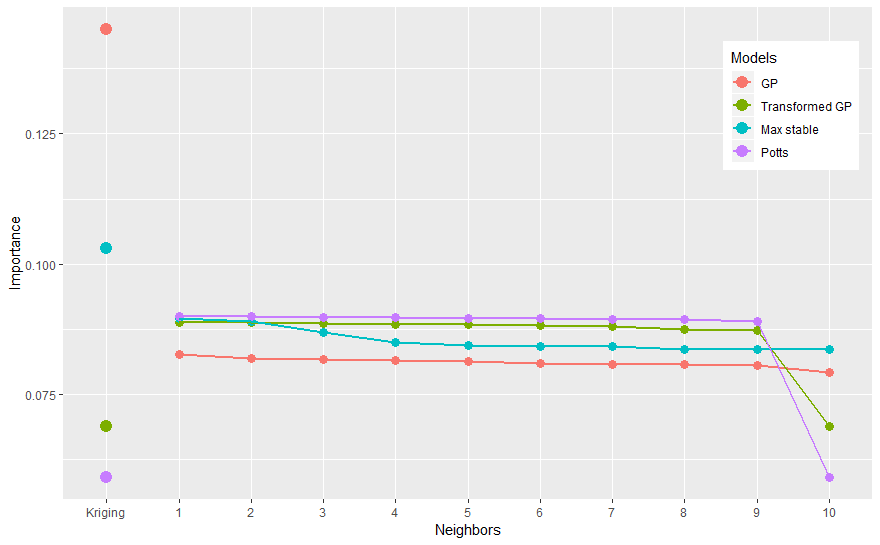 Models
GP
Transformed GP
Max stable
Potts
Importance
0.125
0.100
0.075
Kriging 1 2 3 4 5 6 7 8 9 10
Neighbors